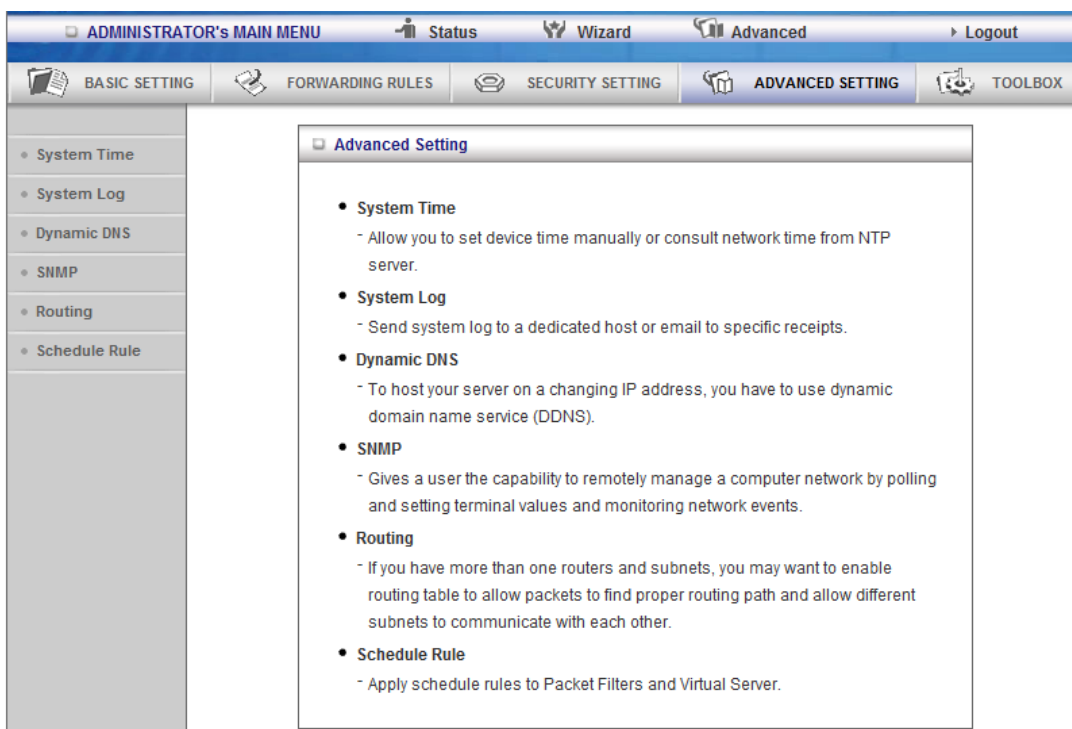 ADMINISTRATOR's MAIN MENU Status Wizard Advanced Logout
BASIC SETTING FORWARDING RULES SECURITY SETTING ADVANCED SETTING TOOLBOX
System Time
System Log
Dynamic DNS
SNMP
Routing
Schedule Rule
Advanced Setting
• System Time
- Allow you to set device time manually or consult network time from NTP
server.
• System Log
- Send system log to a dedicated host or email to specific receipts.
• Dynamic DNS
- To host your server on a changing IP address, you have to use dynamic
domain name service (DDNS).
• SNMP
- Gives a user the capability to remotely manage a computer network by polling
and setting terminal values and monitoring network events.
• Routing
- If you have more than one routers and subnets, you may want to enable
routing table to allow packets to find proper routing path and allow different
subnets to communicate with each other.
• Schedule Rule
- Apply schedule rules to Packet Filters and Virtual Server.